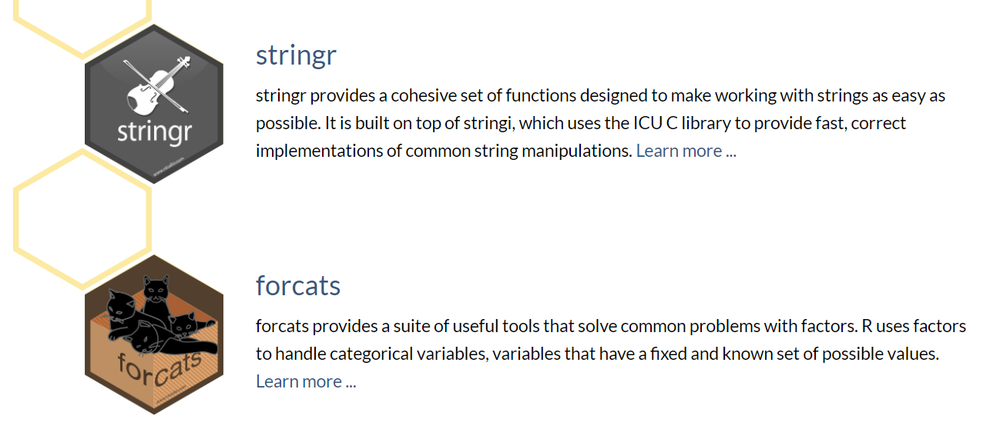 stringr
stringr provides a cohesive set of functions designed to make working with strings as easy as
possible. It is built on top of stringi, which uses the ICU C library to provide fast, correct
implementations of common string manipulations. Learn more ...
stringr
www.rstudio.com
forcats
forcats provides a suite of useful tools that solve common problems with factors. R uses factors
to handle categorical variables, variables that have a fixed and known set of possible values.
Learn more ...
forcats